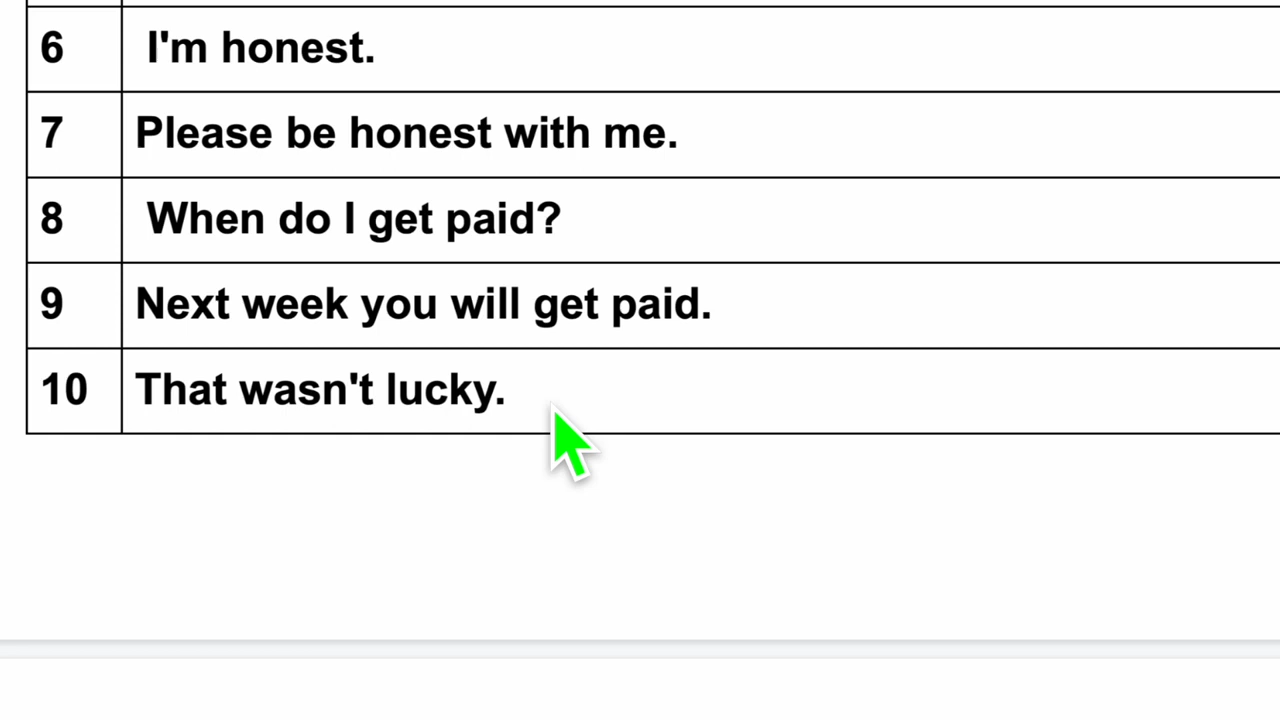 6 I'm honest.
7 Please be honest with me.
8 When do I get paid?
9 Next week you will get paid.
10 That wasn't lucky.